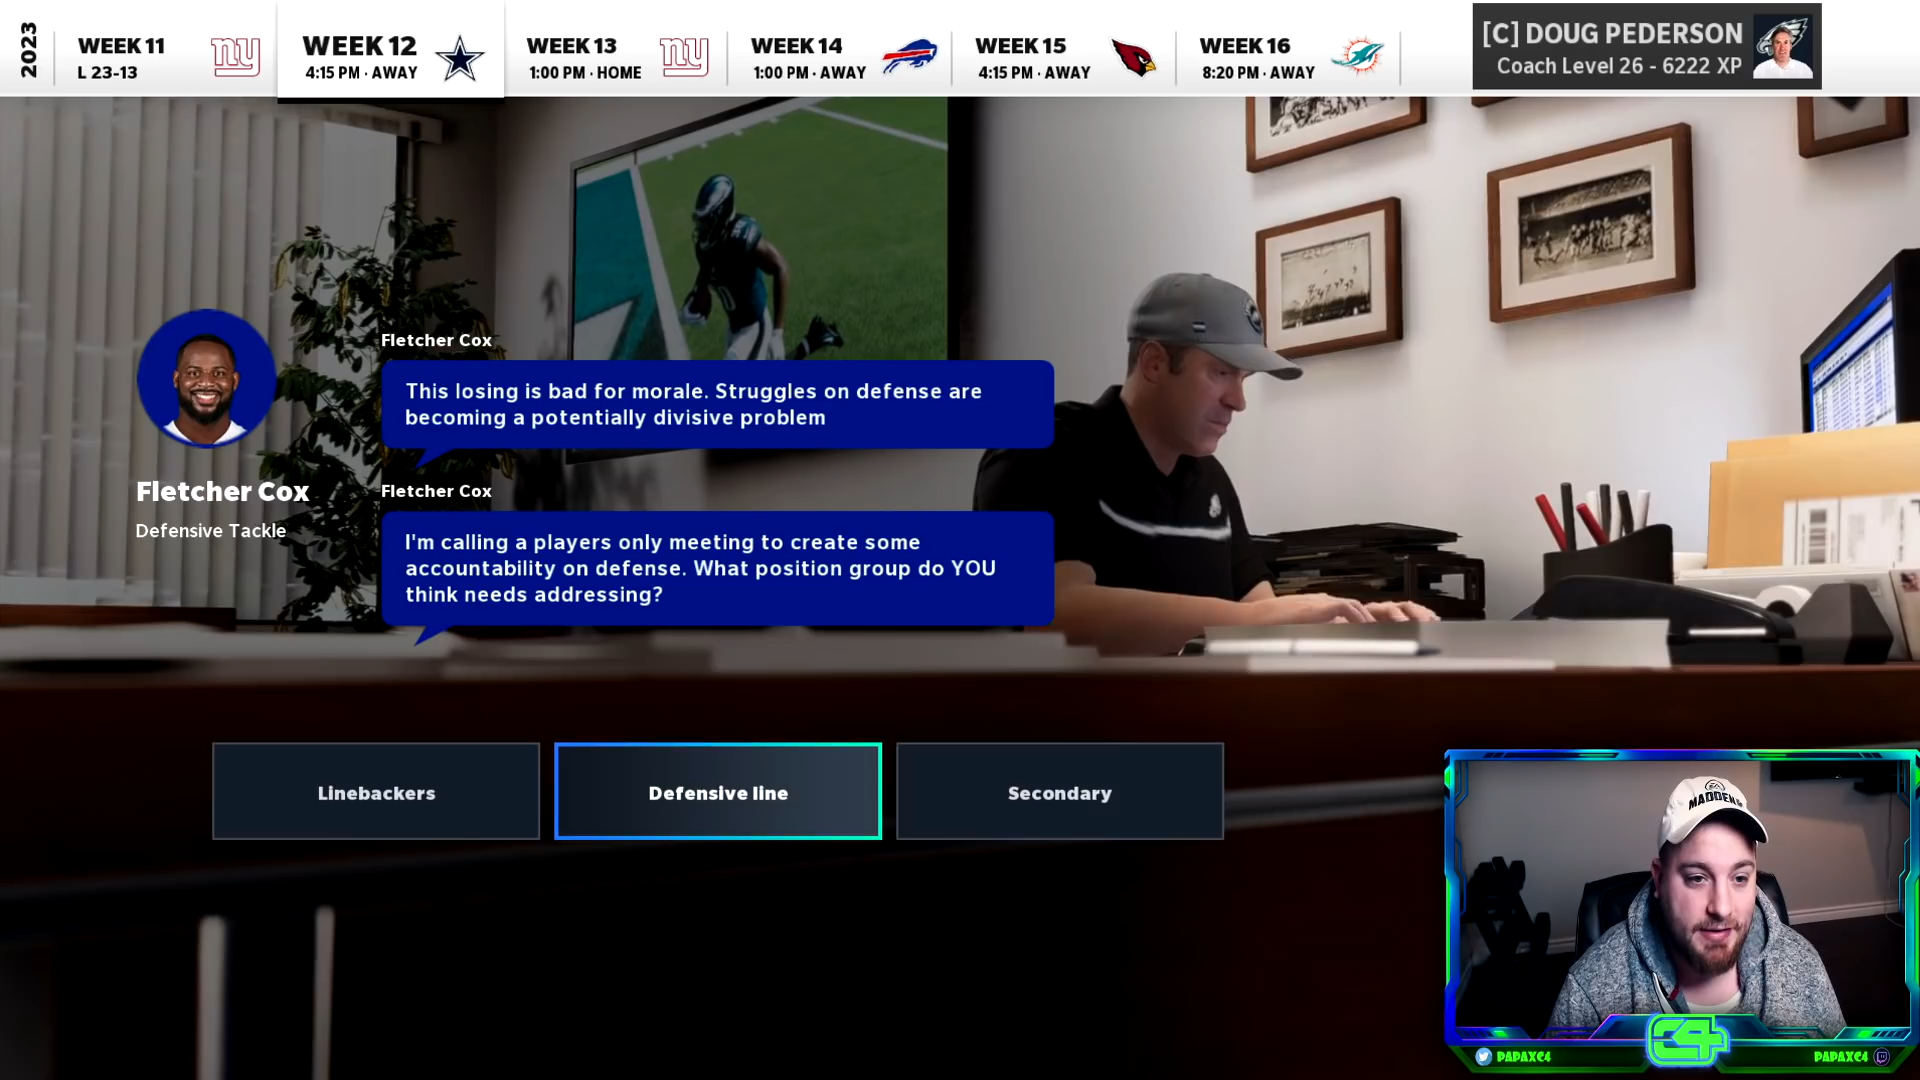 2023
WEEK 11
L 23-13
ny
WEEK 12
4:15 PM · AWAY
WEEK 13
1:00 PM · HOME
ny
WEEK 14
1:00 PM · AWAY
WEEK 15
4:15 PM · AWAY
WEEK 16
8:20 PM · AWAY
[C] DOUG PEDERSON
Coach Level 26 - 6222 XP
Fletcher Cox
This losing is bad for morale. Struggles on defense are
becoming a potentially divisive problem
Fletcher Cox
Defensive Tackle
Fletcher Cox
I'm calling a players only meeting to create some
accountability on defense. What position group do YOU
think needs addressing?
Linebackers
Defensive line
Secondary
EA
MADDEN
C4
PAPAXC4
PAPAXC4